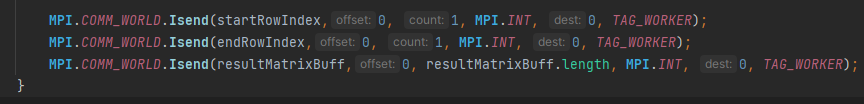 MPI.COMM_WORLD.Isend(startRowIndex, offset: 0, count: 1, MPI.INT, dest: 0, TAG_WORKER);
MPI.COMM_WORLD.Isend(endRowIndex, offset: 0, count: 1, MPI.INT, dest: 0, TAG_WORKER);
MPI.COMM_WORLD.Isend(resultMatrixBuff, offset: 0, resultMatrixBuff.length, MPI.INT, dest: 0, TAG_WORKER);
}